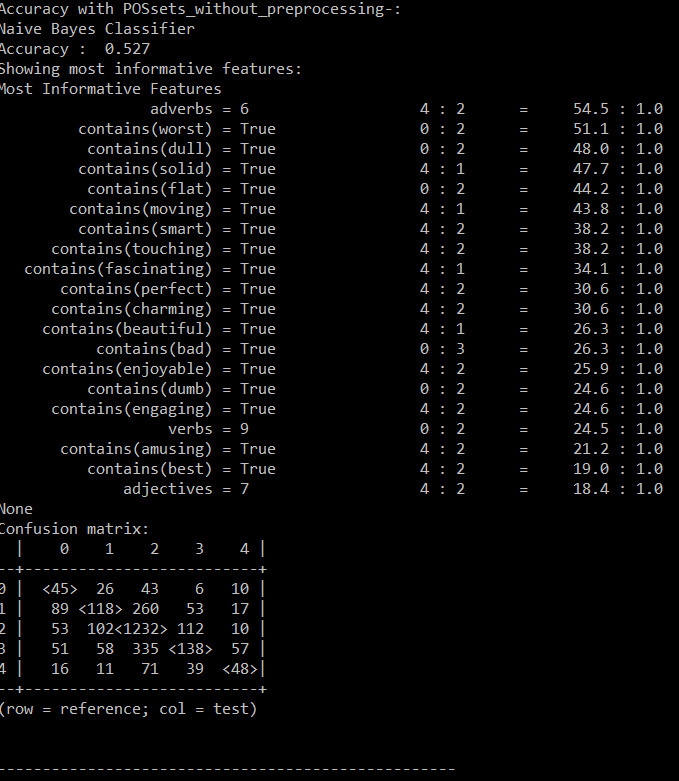 Accuracy with POSsets_without_preprocessing-:
Naive Bayes Classifier
Accuracy :  0.527
Showing most informative features:
Most Informative Features
                 adverbs = 6                   4 : 2      =     54.5 : 1.0
         contains(worst) = True                0 : 2      =     51.1 : 1.0
          contains(dull) = True                0 : 2      =     48.0 : 1.0
         contains(solid) = True                4 : 1      =     47.7 : 1.0
          contains(flat) = True                0 : 2      =     44.2 : 1.0
        contains(moving) = True                4 : 1      =     43.8 : 1.0
         contains(smart) = True                4 : 2      =     38.2 : 1.0
      contains(touching) = True                4 : 2      =     38.2 : 1.0
   contains(fascinating) = True                4 : 1      =     34.1 : 1.0
       contains(perfect) = True                4 : 2      =     30.6 : 1.0
      contains(charming) = True                4 : 2      =     30.6 : 1.0
     contains(beautiful) = True                4 : 1      =     26.3 : 1.0
           contains(bad) = True                0 : 3      =     26.3 : 1.0
     contains(enjoyable) = True                4 : 2      =     25.9 : 1.0
          contains(dumb) = True                0 : 2      =     24.6 : 1.0
      contains(engaging) = True                4 : 2      =     24.6 : 1.0
                   verbs = 9                   0 : 2      =     24.5 : 1.0
       contains(amusing) = True                4 : 2      =     21.2 : 1.0
          contains(best) = True                4 : 2      =     19.0 : 1.0
              adjectives = 7                   4 : 2      =     18.4 : 1.0
None
Confusion matrix:
  |    0    1    2    3    4 |
--+--------------------------+
0 |  <45>  26   43    6   10 |
1 |   89 <118> 260   53   17 |
2 |   53  102<1232> 112   10 |
3 |   51   58  335 <138>  57 |
4 |   16   11   71   39  <48>|
--+--------------------------+
(row = reference; col = test)
---------------------------------------------------